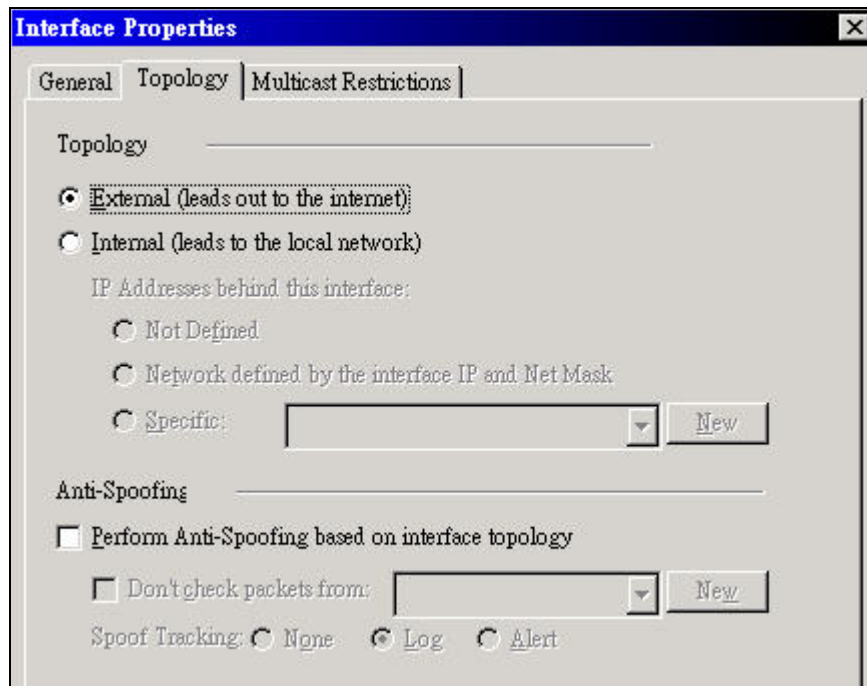 Interface Properties
General Topology Multicast Restrictions
Topology
External (leads out to the internet)
Internal (leads to the local network)
IP Addresses behind this interface:
Not Defined
Network defined by the interface IP and Net Mask
Specific: New
Anti-Spoofing
Perform Anti-Spoofing based on interface topology
Don't check packets from: New
Spoof Tracking: None Log Alert